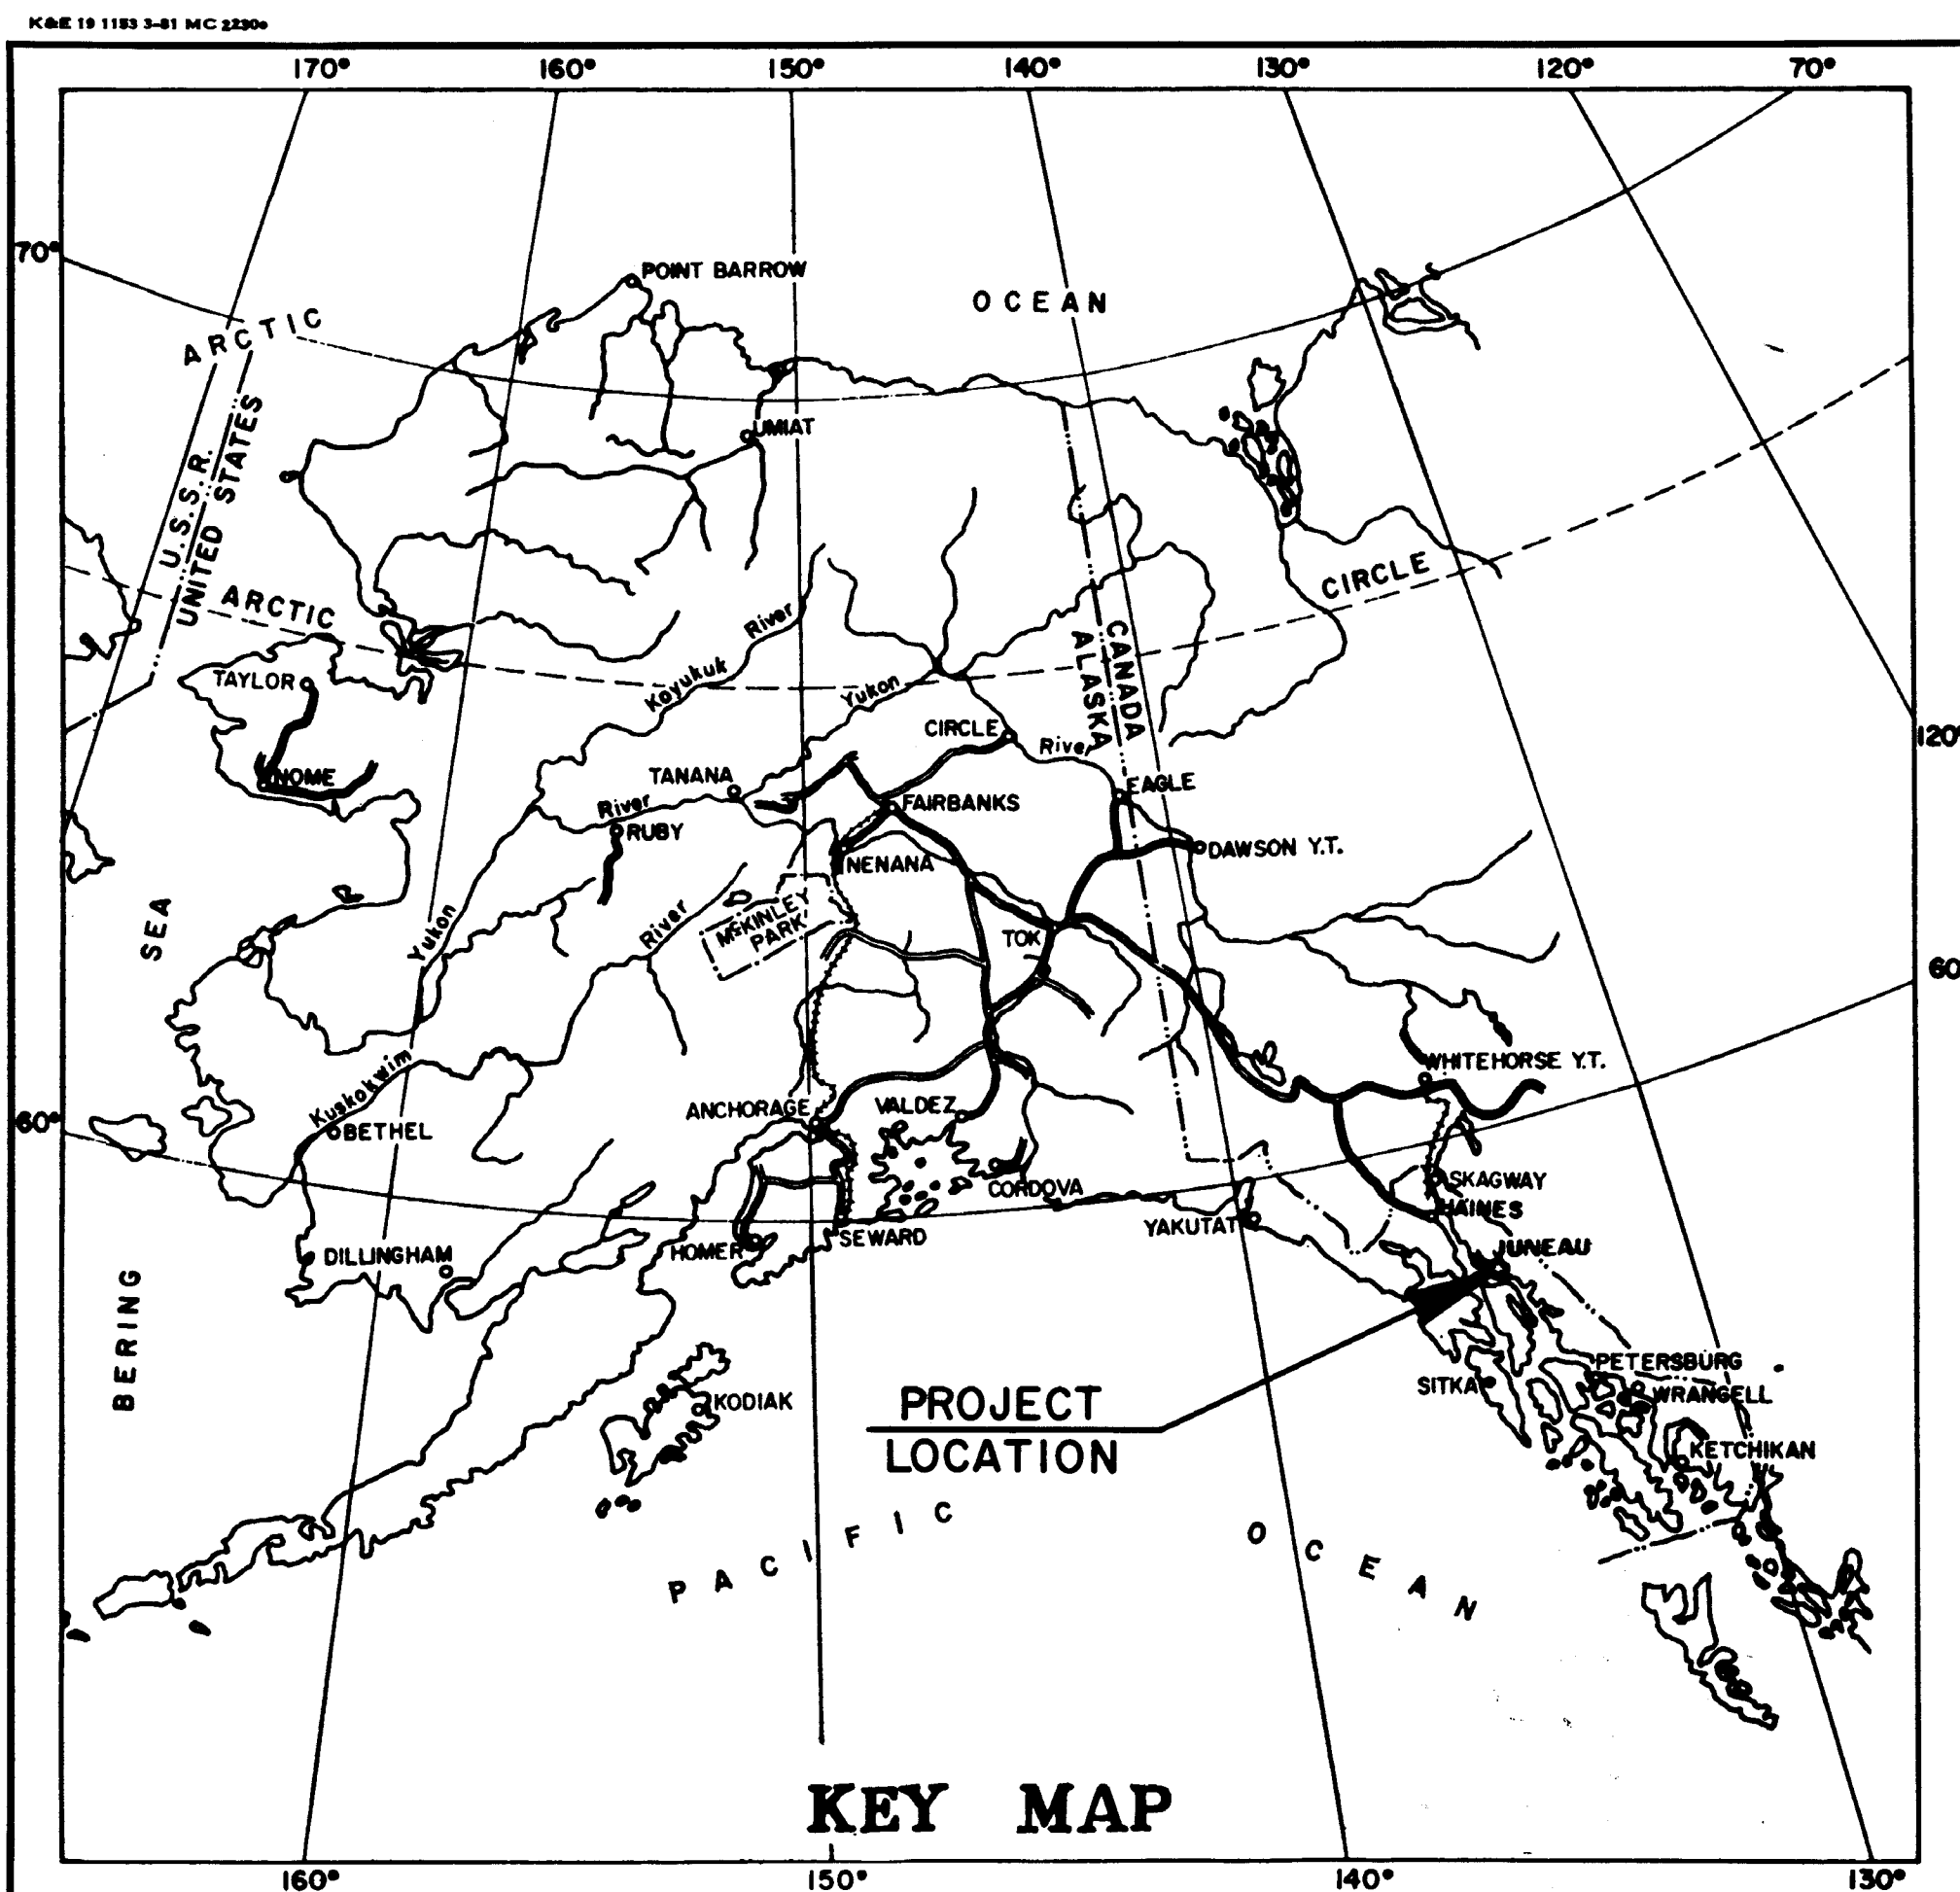 K&E 19 1153 3-81 MC 2230e
170° 160° 150° 140° 130° 120° 70°
70°
POINT BARROW
OCEAN
ARCTIC
UMIAT
U.S.S.R.
UNITED STATES
ARCTIC
CIRCLE
River
Koyukuk
Yukon
CANADA
ALASKA
TAYLOR
CIRCLE
River
120°
NOME
TANANA
EAGLE
River
FAIRBANKS
RUBY
DAWSON Y.T.
NENANA
SEA
Yukon
River
McKINLEY
PARK
TOK
60°
Kuskokwim
WHITEHORSE Y.T.
60°
ANCHORAGE
VALDEZ
BETHEL
SKAGWAY
CORDOVA
HAINES
YAKUTAT
SEWARD
HOMER
DILLINGHAM
JUNEAU
BERING
PETERSBURG
SITKA
WRANGELL
KODIAK
PROJECT
LOCATION
KETCHIKAN
PACIFIC
OCEAN
KEY MAP
160° 150° 140° 130°